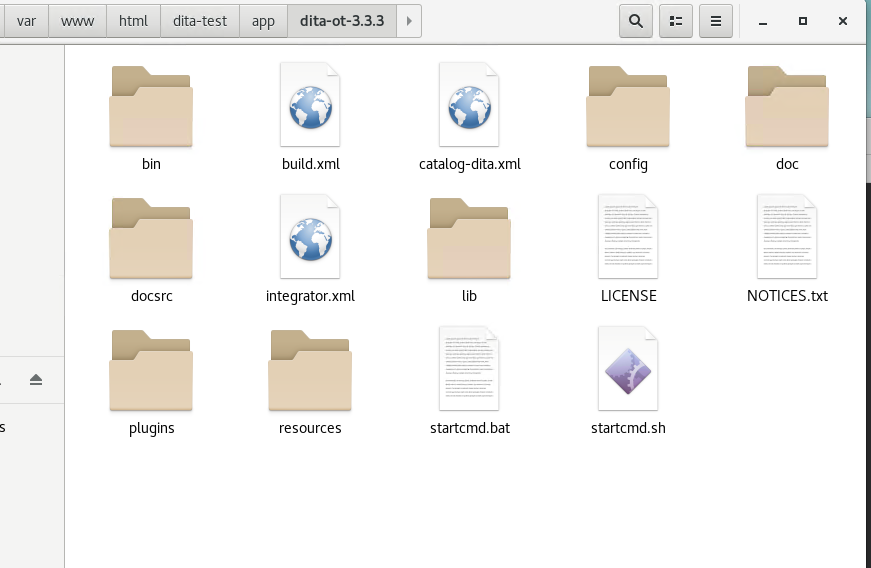 var www html dita-test app dita-ot-3.3.3
bin build.xml catalog-dita.xml config doc
docsrc integrator.xml lib LICENSE NOTICES.txt
s
plugins resources startcmd.bat startcmd.sh